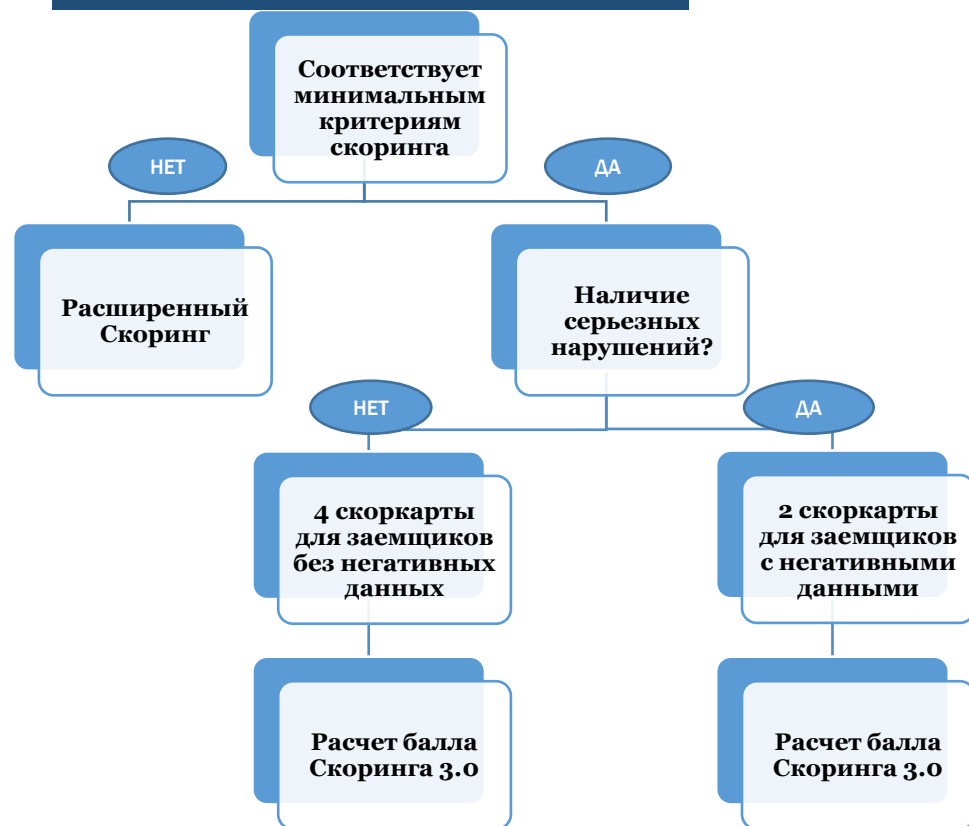 Соответствует
минимальным
критериям
скоринга
НЕТ
ДА
Расширенный
Скоринг
Наличие
серьезных
нарушений?
НЕТ
ДА
4 скоркарты
для заемщиков
без негативных
данных
2 скоркарты
для заемщиков
с негативными
данными
Расчет балла
Скоринга 3.0
Расчет балла
Скоринга 3.0